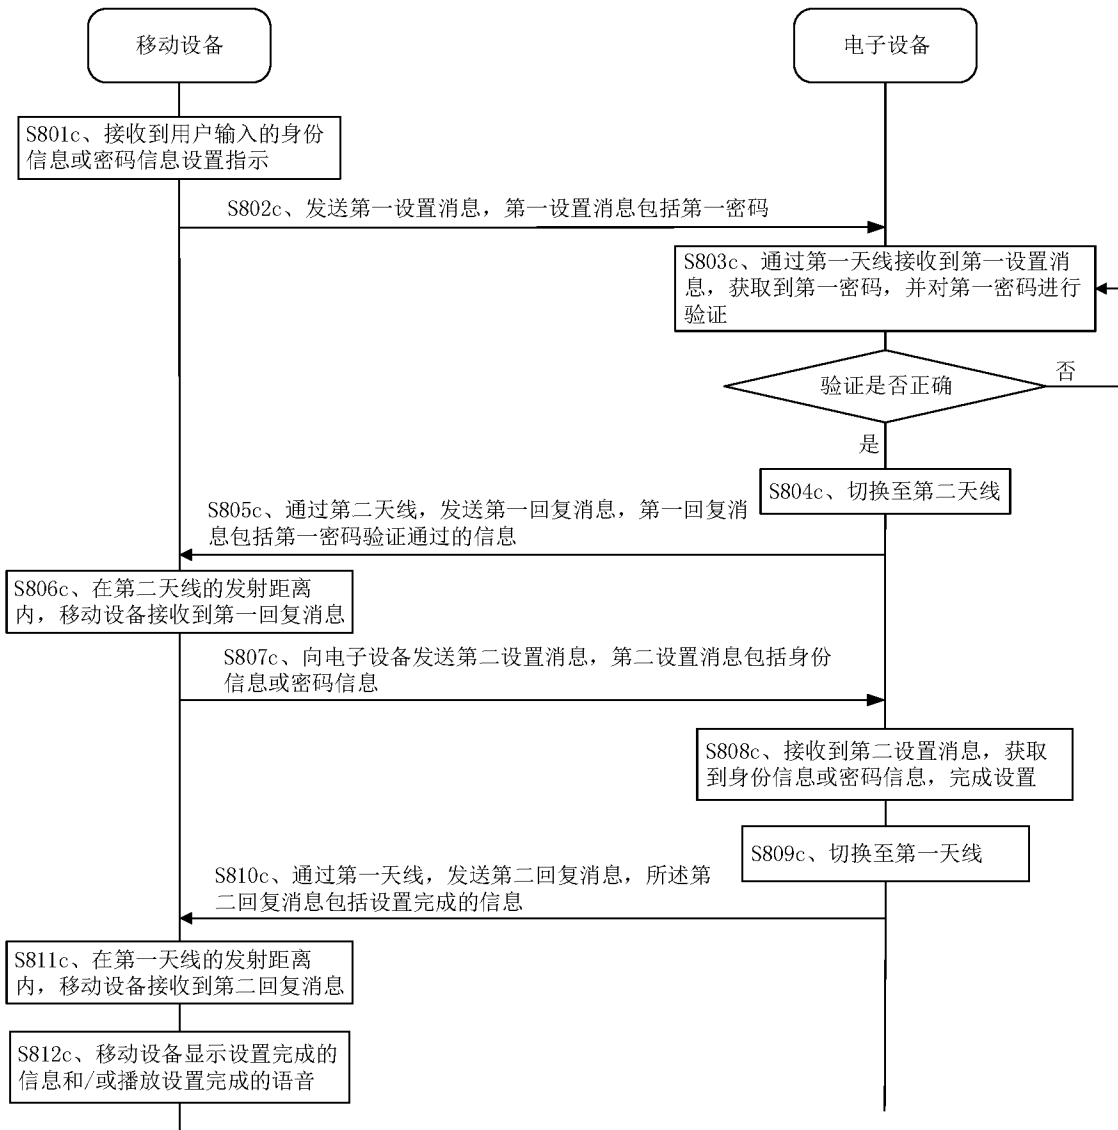 移动设备
电子设备
S801c、接收到用户输入的身份
信息或密码信息设置指示
S802c、发送第一设置消息，第一设置消息包括第一密码
S803c、通过第一天线接收到第一设置消
息，获取到第一密码，并对第一密码进行
验证
验证是否正确
否
是
S804c、切换至第二天线
S805c、通过第二天线，发送第一回复消息，第一回复消
息包括第一密码验证通过的信息
S806c、在第二天线的发射距离
内，移动设备接收到第一回复消息
S807c、向电子设备发送第二设置消息，第二设置消息包括身份
信息或密码信息
S808c、接收到第二设置消息，获取
到身份信息或密码信息，完成设置
S809c、切换至第一天线
S810c、通过第一天线，发送第二回复消息，所述第
二回复消息包括设置完成的信息
S811c、在第一天线的发射距离
内，移动设备接收到第二回复消息
S812c、移动设备显示设置完成的
信息和/或播放设置完成的语音